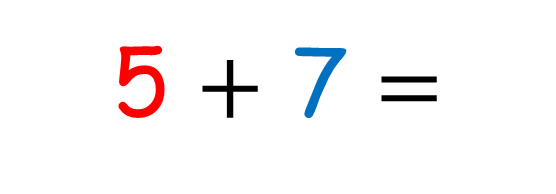 5 + 7 =